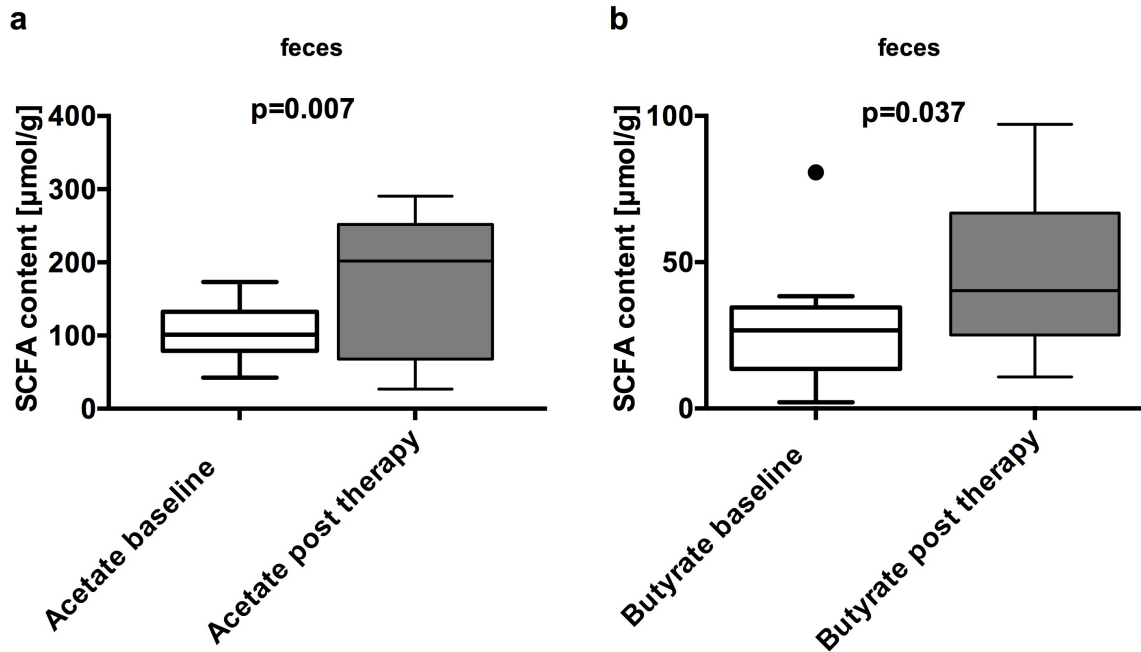 a
feces
p=0.007
SCFA content [µmol/g]
400
300
200
100
0
Acetate baseline
Acetate post therapy
b
feces
p=0.037
SCFA content [µmol/g]
100
50
0
Butyrate baseline
Butyrate post therapy